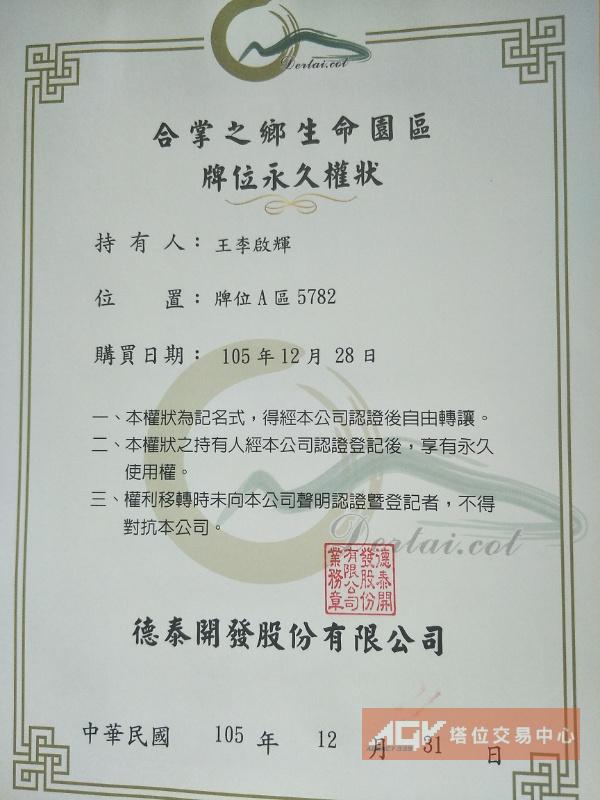 Dertai.cot
合掌之鄉生命園區
牌位永久權狀
持有人：王李啟輝
位置：牌位A區5782
購買日期：105年12月28日
一、本權狀為記名式，得經本公司認證後自由轉讓。
二、本權狀之持有人經本公司認證登記後，享有永久
使用權。
三、權利移轉時未向本公司聲明認證暨登記者，不得
對抗本公司。
Dertai.cot
德泰開發股份有限公司業務章
德泰開發股份有限公司
中華民國 105 年 12 月 31 日
塔位交易中心